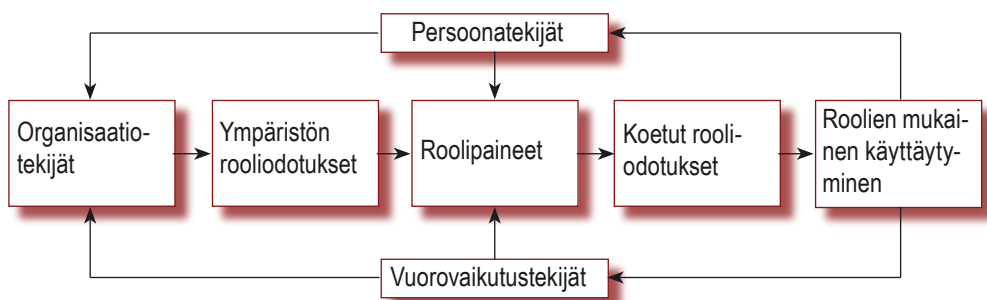 Persoonatekijät
Organisaatio-
tekijät
Ympäristön
rooliodotukset
Roolipaineet
Koetut rooli-
odotukset
Roolien mukai-
nen käyttäyty-
minen
Vuorovaikutustekijät